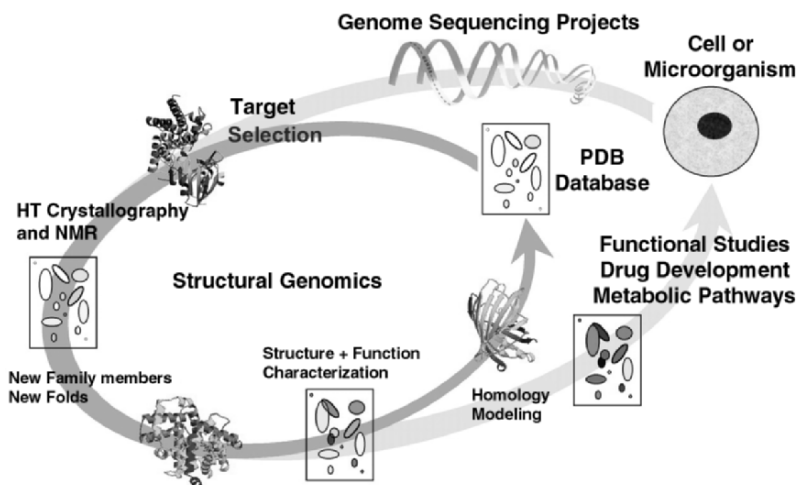 Genome Sequencing Projects
Cell or
Microorganism
Target
Selection
PDB
Database
HT Crystallography
and NMR
Functional Studies
Drug Development
Metabolic Pathways
Structural Genomics
Structure + Function
Characterization
New Family members
New Folds
Homology
Modeling